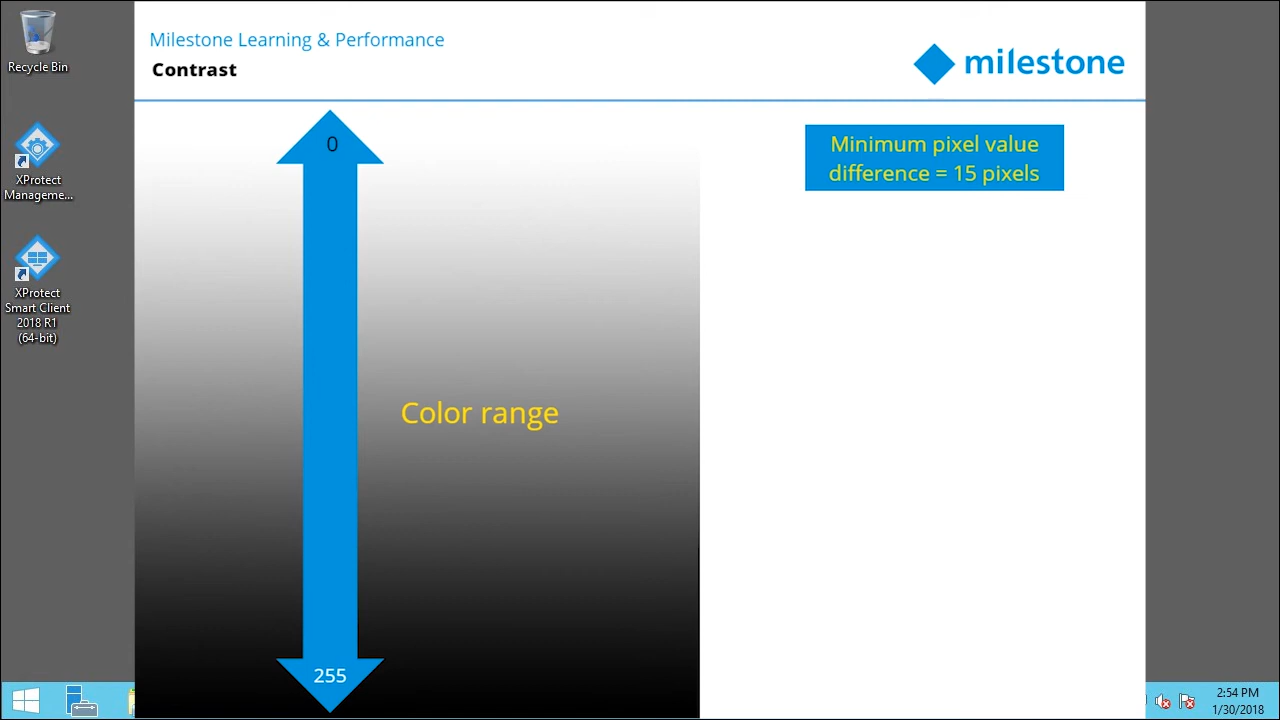 Recycle Bin
XProtect
Manageme...
XProtect
Smart Client
2018 R1
(64-bit)
Milestone Learning & Performance
Contrast
milestone
0
Minimum pixel value
difference = 15 pixels
Color range
255
2:54 PM
1/30/2018